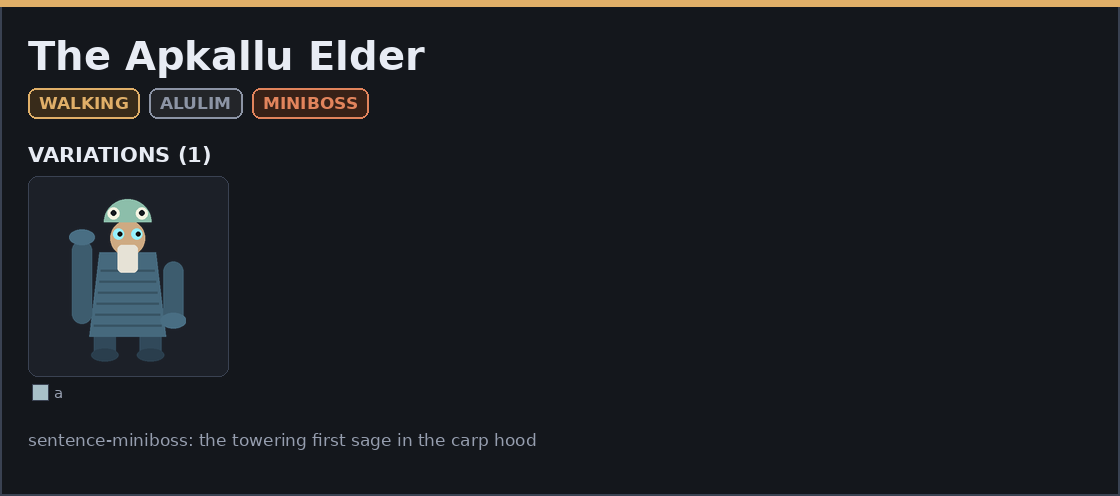 The Apkallu Elder
WALKING ALULIM MINIBOSS
VARIATIONS (1)
a
sentence-miniboss: the towering first sage in the carp hood